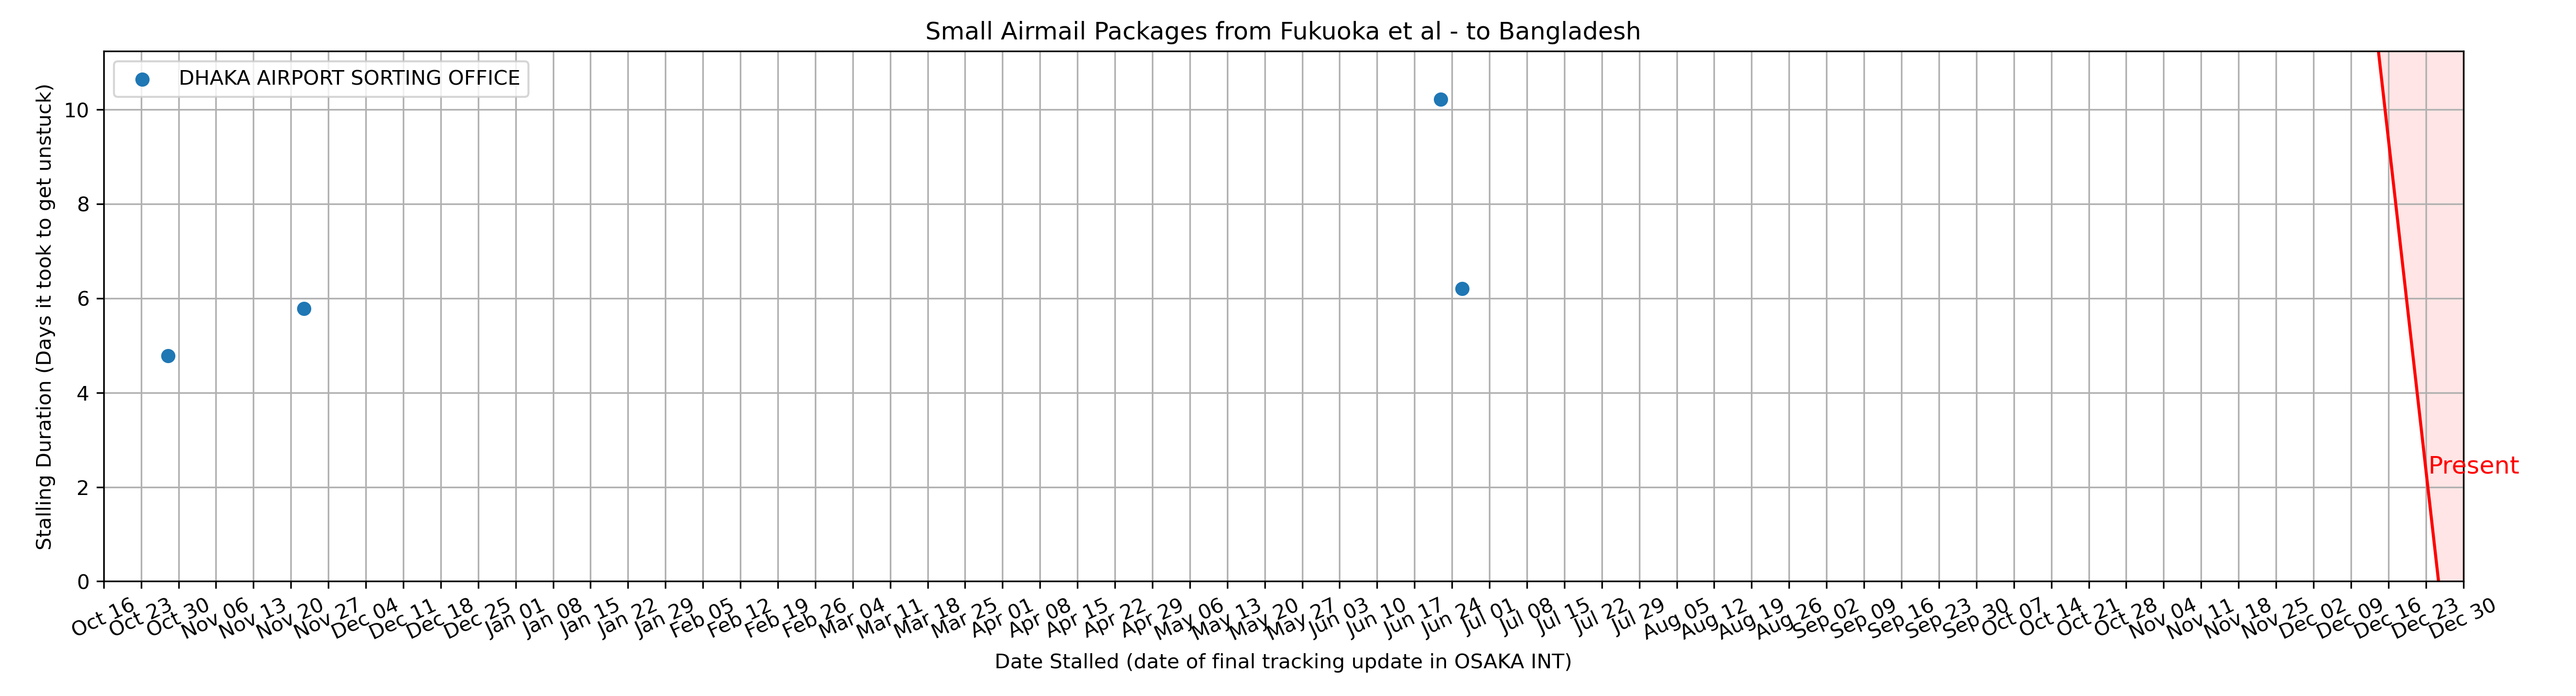 Small Airmail Packages from Fukuoka et al - to Bangladesh
DHAKA AIRPORT SORTING OFFICE
Stalling Duration (Days it took to get unstuck)
10
8
6
4
2
0
Present
Oct 16 Oct 23 Oct 30 Nov 06 Nov 13 Nov 20 Nov 27 Dec 04 Dec 11 Dec 18 Dec 25 Jan 01 Jan 08 Jan 15 Jan 22 Jan 29 Feb 05 Feb 12 Feb 19 Feb 26 Mar 04 Mar 11 Mar 18 Mar 25 Apr 01 Apr 08 Apr 15 Apr 22 Apr 29 May 06 May 13 May 20 May 27 Jun 03 Jun 10 Jun 17 Jun 24 Jul 01 Jul 08 Jul 15 Jul 22 Jul 29 Aug 05 Aug 12 Aug 19 Aug 26 Sep 02 Sep 09 Sep 16 Sep 23 Sep 30 Oct 07 Oct 14 Oct 21 Oct 28 Nov 04 Nov 11 Nov 18 Nov 25 Dec 02 Dec 09 Dec 16 Dec 23 Dec 30
Date Stalled (date of final tracking update in OSAKA INT)